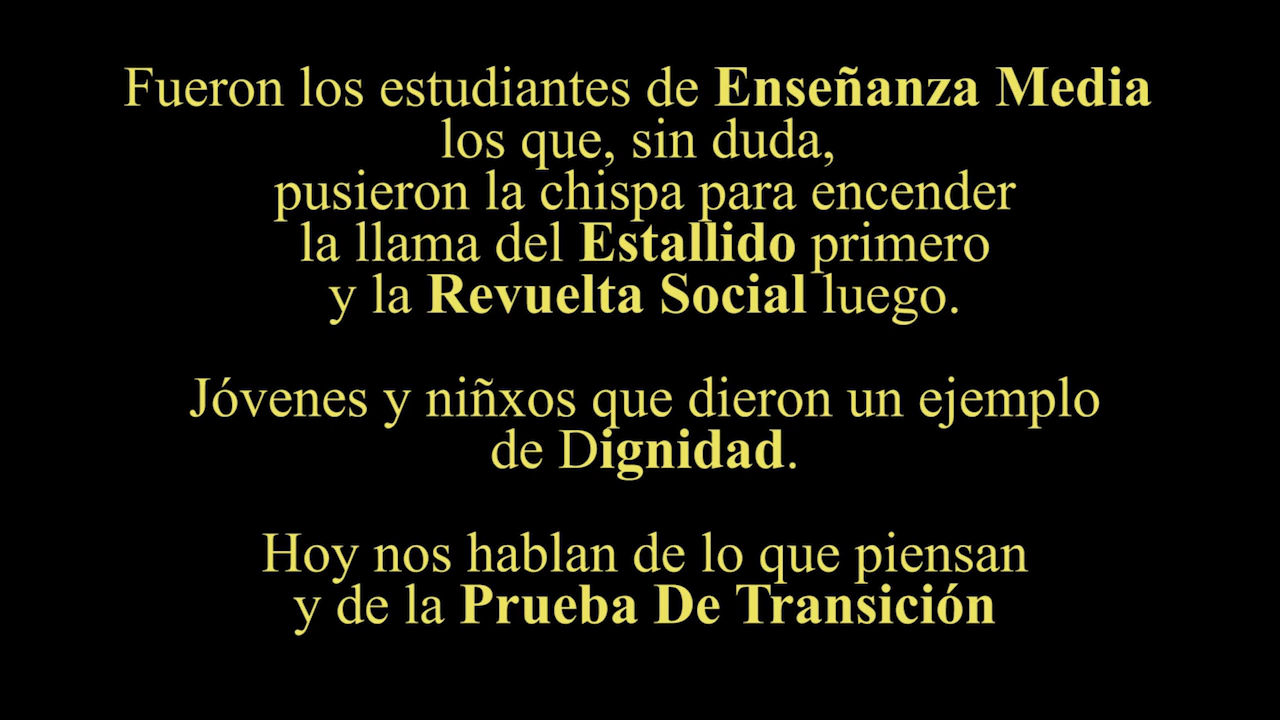 Fueron los estudiantes de Enseñanza Media
los que, sin duda,
pusieron la chispa para encender
la llama del Estallido primero
y la Revuelta Social luego.
Jóvenes y niñxos que dieron un ejemplo
de Dignidad.
Hoy nos hablan de lo que piensan
y de la Prueba De Transición